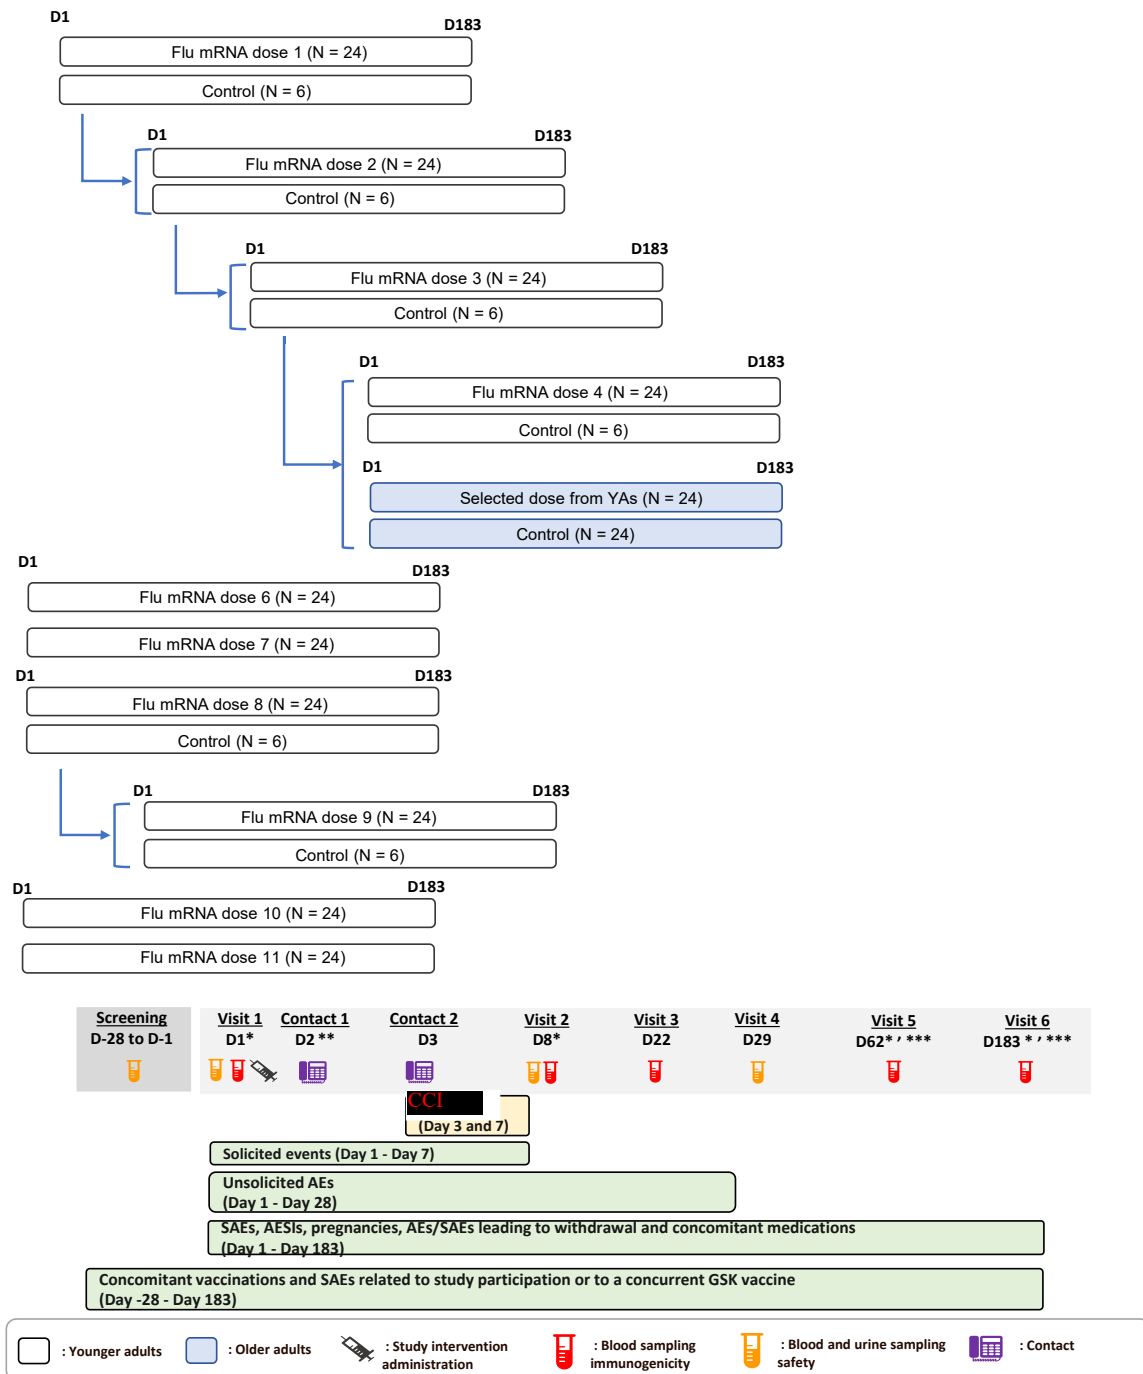 D1
D183
Flu mRNA dose 1 (N = 24)
Control (N = 6)
D1
D183
Flu mRNA dose 2 (N = 24)
Control (N = 6)
D1
D183
Flu mRNA dose 3 (N = 24)
Control (N = 6)
D1
D183
Flu mRNA dose 4 (N = 24)
Control (N = 6)
D1
D183
Selected dose from YAs (N = 24)
Control (N = 24)
D1
D183
Flu mRNA dose 6 (N = 24)
Flu mRNA dose 7 (N = 24)
D1
D183
Flu mRNA dose 8 (N = 24)
Control (N = 6)
D1
D183
Flu mRNA dose 9 (N = 24)
Control (N = 6)
D1
D183
Flu mRNA dose 10 (N = 24)
Flu mRNA dose 11 (N = 24)
Screening
D-28 to D-1
Visit 1
D1*
Contact 1
D2 **
Contact 2
D3
Visit 2
D8*
Visit 3
D22
Visit 4
D29
Visit 5
D62* , ***
Visit 6
D183 * , ***
CCI
(Day 3 and 7)
Solicited events (Day 1 - Day 7)
Unsolicited AEs
(Day 1 - Day 28)
SAEs, AESIs, pregnancies, AEs/SAEs leading to withdrawal and concomitant medications
(Day 1 - Day 183)
Concomitant vaccinations and SAEs related to study participation or to a concurrent GSK vaccine
(Day -28 - Day 183)
: Younger adults
: Older adults
: Study intervention
administration
: Blood sampling
immunogenicity
: Blood and urine sampling
safety
: Contact